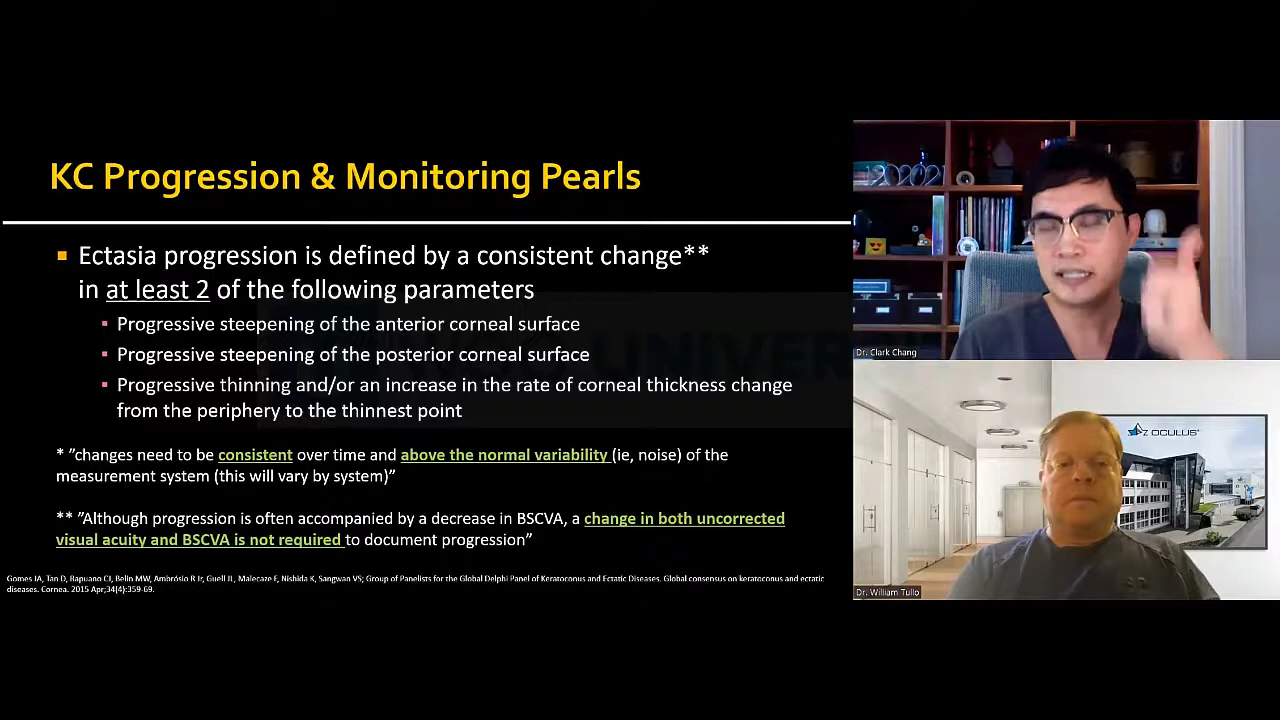 KC Progression & Monitoring Pearls
Ectasia progression is defined by a consistent change**
in at least 2 of the following parameters
Progressive steepening of the anterior corneal surface
Progressive steepening of the posterior corneal surface
Progressive thinning and/or an increase in the rate of corneal thickness change
from the periphery to the thinnest point
* "changes need to be consistent over time and above the normal variability (ie, noise) of the
measurement system (this will vary by system)"
** "Although progression is often accompanied by a decrease in BSCVA, a change in both uncorrected
visual acuity and BSCVA is not required to document progression"
Gomes JA, Tan D, Rapuano CJ, Belin MW, Ambrósio R Jr, Guell JL, Malecaze F, Nishida K, Sangwan VS; Group of Panelists for the Global Delphi Panel of Keratoconus and Ectatic Diseases. Global consensus on keratoconus and ectatic
diseases. Cornea. 2015 Apr;34(4):359-69.
Dr. Clark Chang
OCULUS
Dr. William Tullo